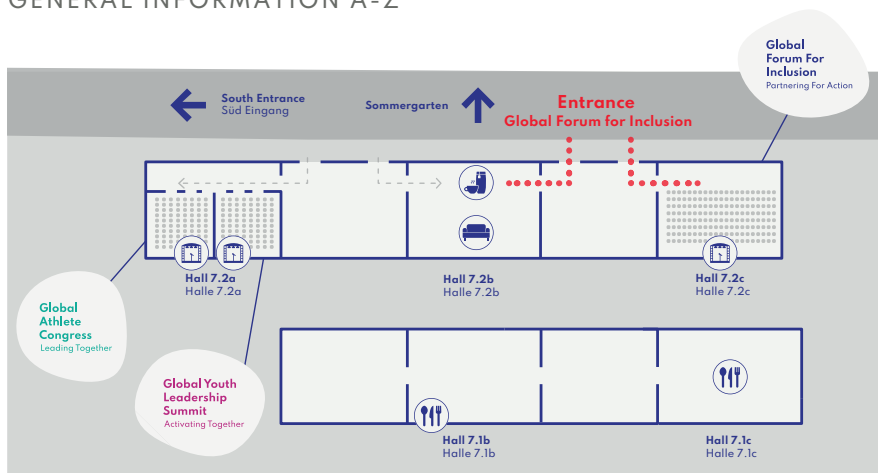 GENERAL INFORMATION A–Z
Global
Forum For
Inclusion
Partnering For Action
South Entrance
Süd Eingang
Sommergarten
Entrance
Global Forum for Inclusion
Hall 7.2a
Halle 7.2a
Hall 7.2b
Halle 7.2b
Hall 7.2c
Halle 7.2c
Global
Athlete
Congress
Leading Together
Global Youth
Leadership
Summit
Activating Together
Hall 7.1b
Halle 7.1b
Hall 7.1c
Halle 7.1c